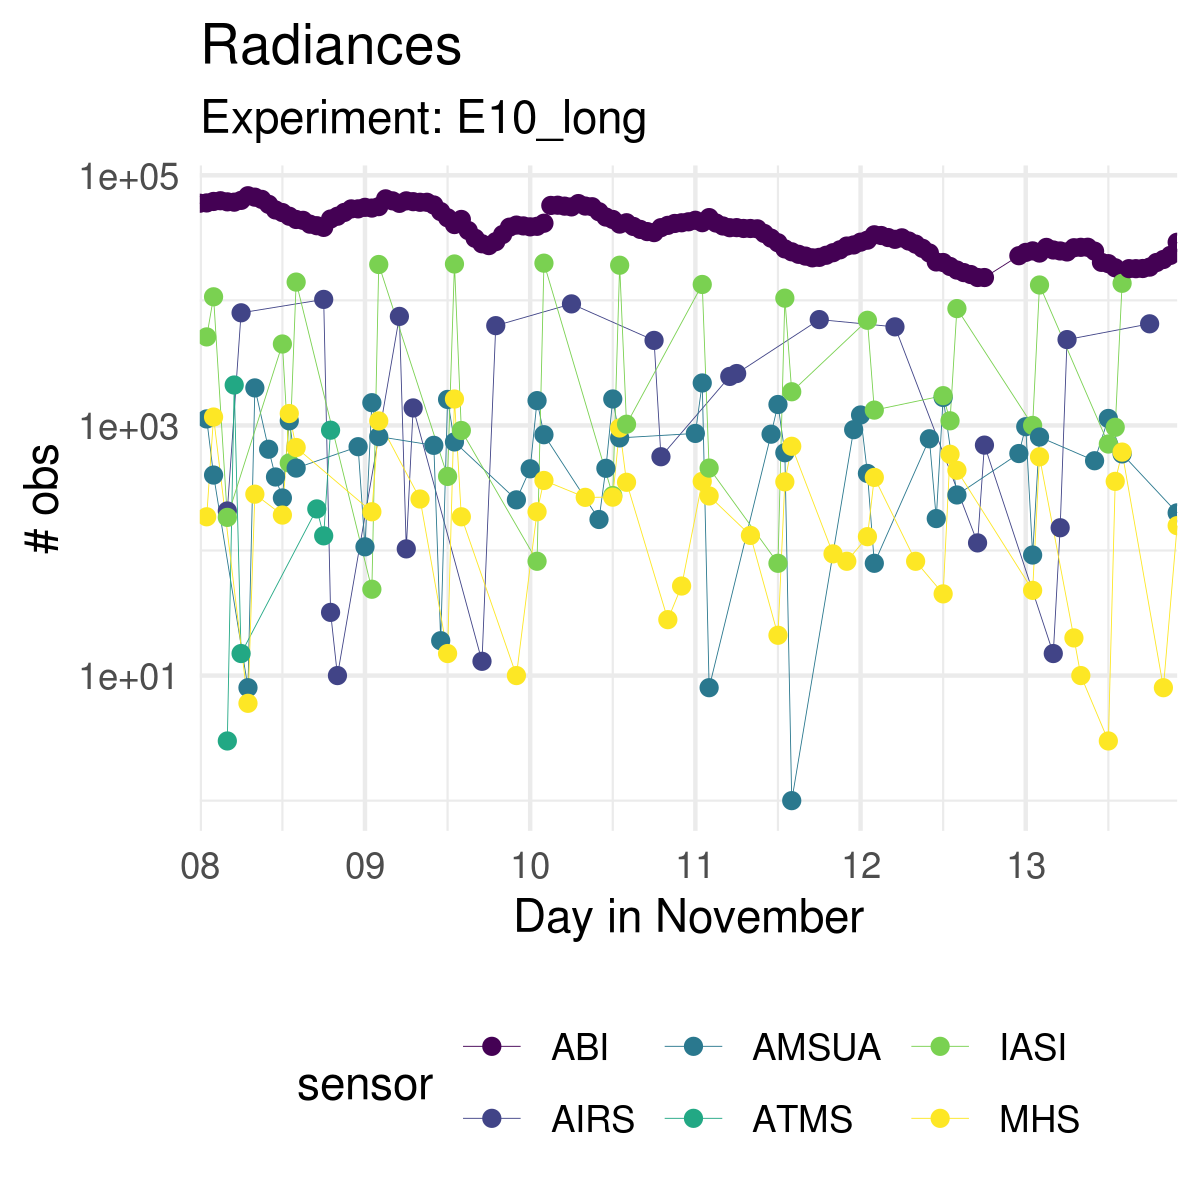 Radiances
Experiment: E10_long
1e+05
1e+03
1e+01
# obs
08 09 10 11 12 13
Day in November
sensor
ABI AMSUA IASI
AIRS ATMS MHS